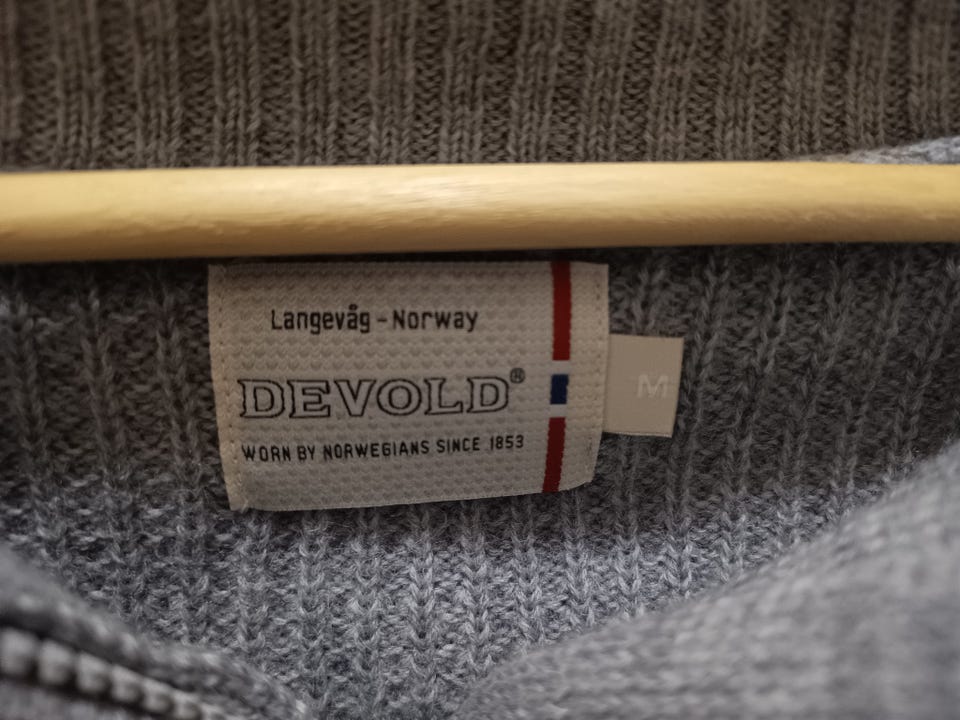 Langevåg - Norway
DEVOLD®
WORN BY NORWEGIANS SINCE 1853
M